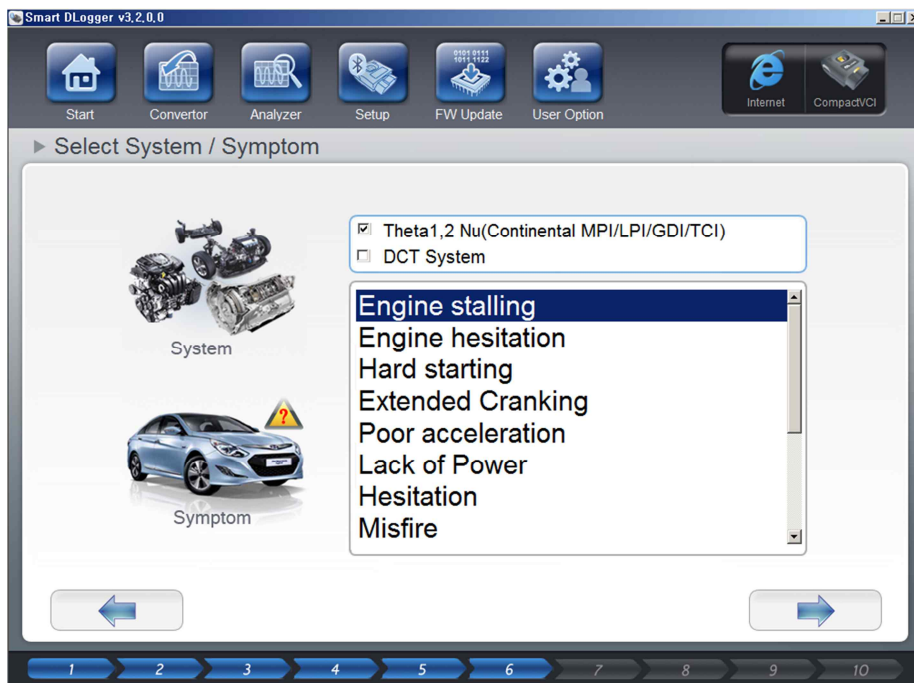 Smart DLogger v3,2,0,0
0101 0111
1011 1122
Start
Convertor
Analyzer
Setup
FW Update
User Option
Internet
CompactVCI
Select System / Symptom
Theta1,2 Nu(Continental MPI/LPI/GDI/TCI)
DCT System
System
Engine stalling
Engine hesitation
Hard starting
Extended Cranking
Poor acceleration
Lack of Power
Hesitation
Misfire
?
Symptom
1 2 3 4 5 6 7 8 9 10